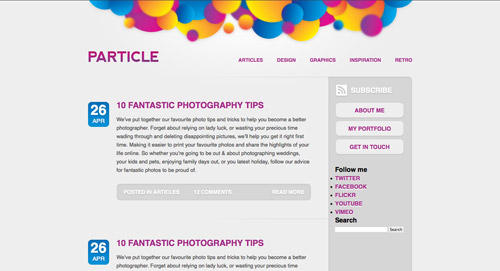 PARTICLE
ARTICLES DESIGN GRAPHICS INSPIRATION RETRO
SUBSCRIBE
ABOUT ME
MY PORTFOLIO
GET IN TOUCH
Follow me
TWITTER
FACEBOOK
FLICKR
YOUTUBE
VIMEO
Search
Search
26
APR
10 FANTASTIC PHOTOGRAPHY TIPS
We've put together our favourite photo tips and tricks to help you become a better
photographer. Forget about relying on lady luck, or wasting your precious time
wading through and deleting disappointing pictures, we'll help you get it right first
time. Making it easier to print your favourite photos and share the highlights of your
life online. So whether you're going to be out & about photographing weddings,
your kids and pets, enjoying family days out, or you latest holiday, follow our advice
for fantastic photos to be proud of.
POSTED IN ARTICLES 12 COMMENTS READ MORE
26
APR
10 FANTASTIC PHOTOGRAPHY TIPS
We've put together our favourite photo tips and tricks to help you become a better
photographer. Forget about relying on lady luck, or wasting your precious time